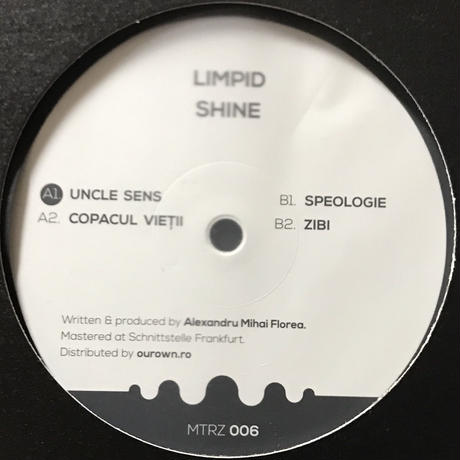 LIMPID
SHINE
A1. UNCLE SENS
A2. COPACUL VIEȚII
B1. SPEOLOGIE
B2. ZIBI
Written & produced by Alexandru Mihai Florea.
Mastered at Schnittstelle Frankfurt.
Distributed by ourown.ro
MTRZ 006